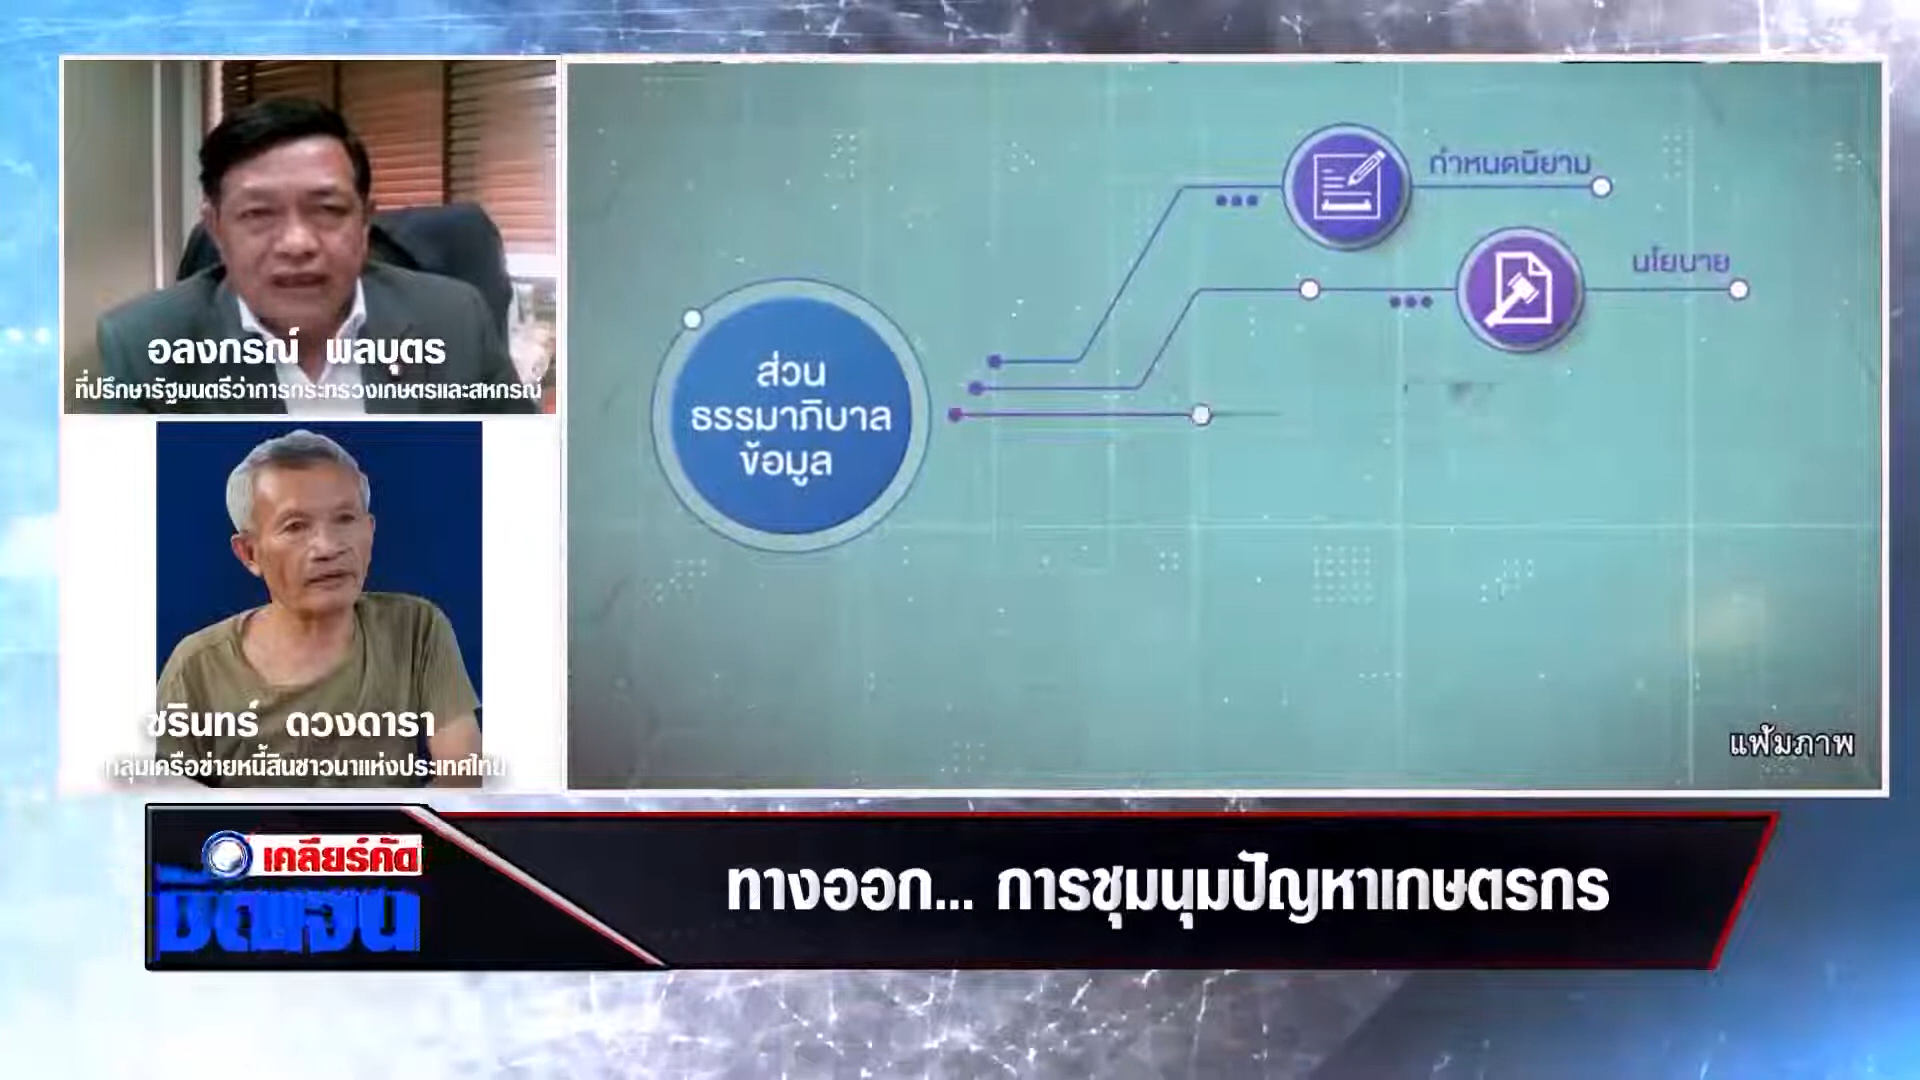 อลงกรณ์ พลบุตร
ที่ปรึกษารัฐมนตรีว่าการกระทรวงเกษตรและสหกรณ์
ชรินทร์ ดวงดารา
กลุ่มเครือข่ายหนี้สินชาวนาแห่งประเทศไทย
ส่วน
ธรรมาภิบาล
ข้อมูล
กำหนดนิยาม
นโยบาย
แฟ้มภาพ
เคลียร์คัด
ชัดเจน
ทางออก... การชุมนุมปัญหาเกษตรกร